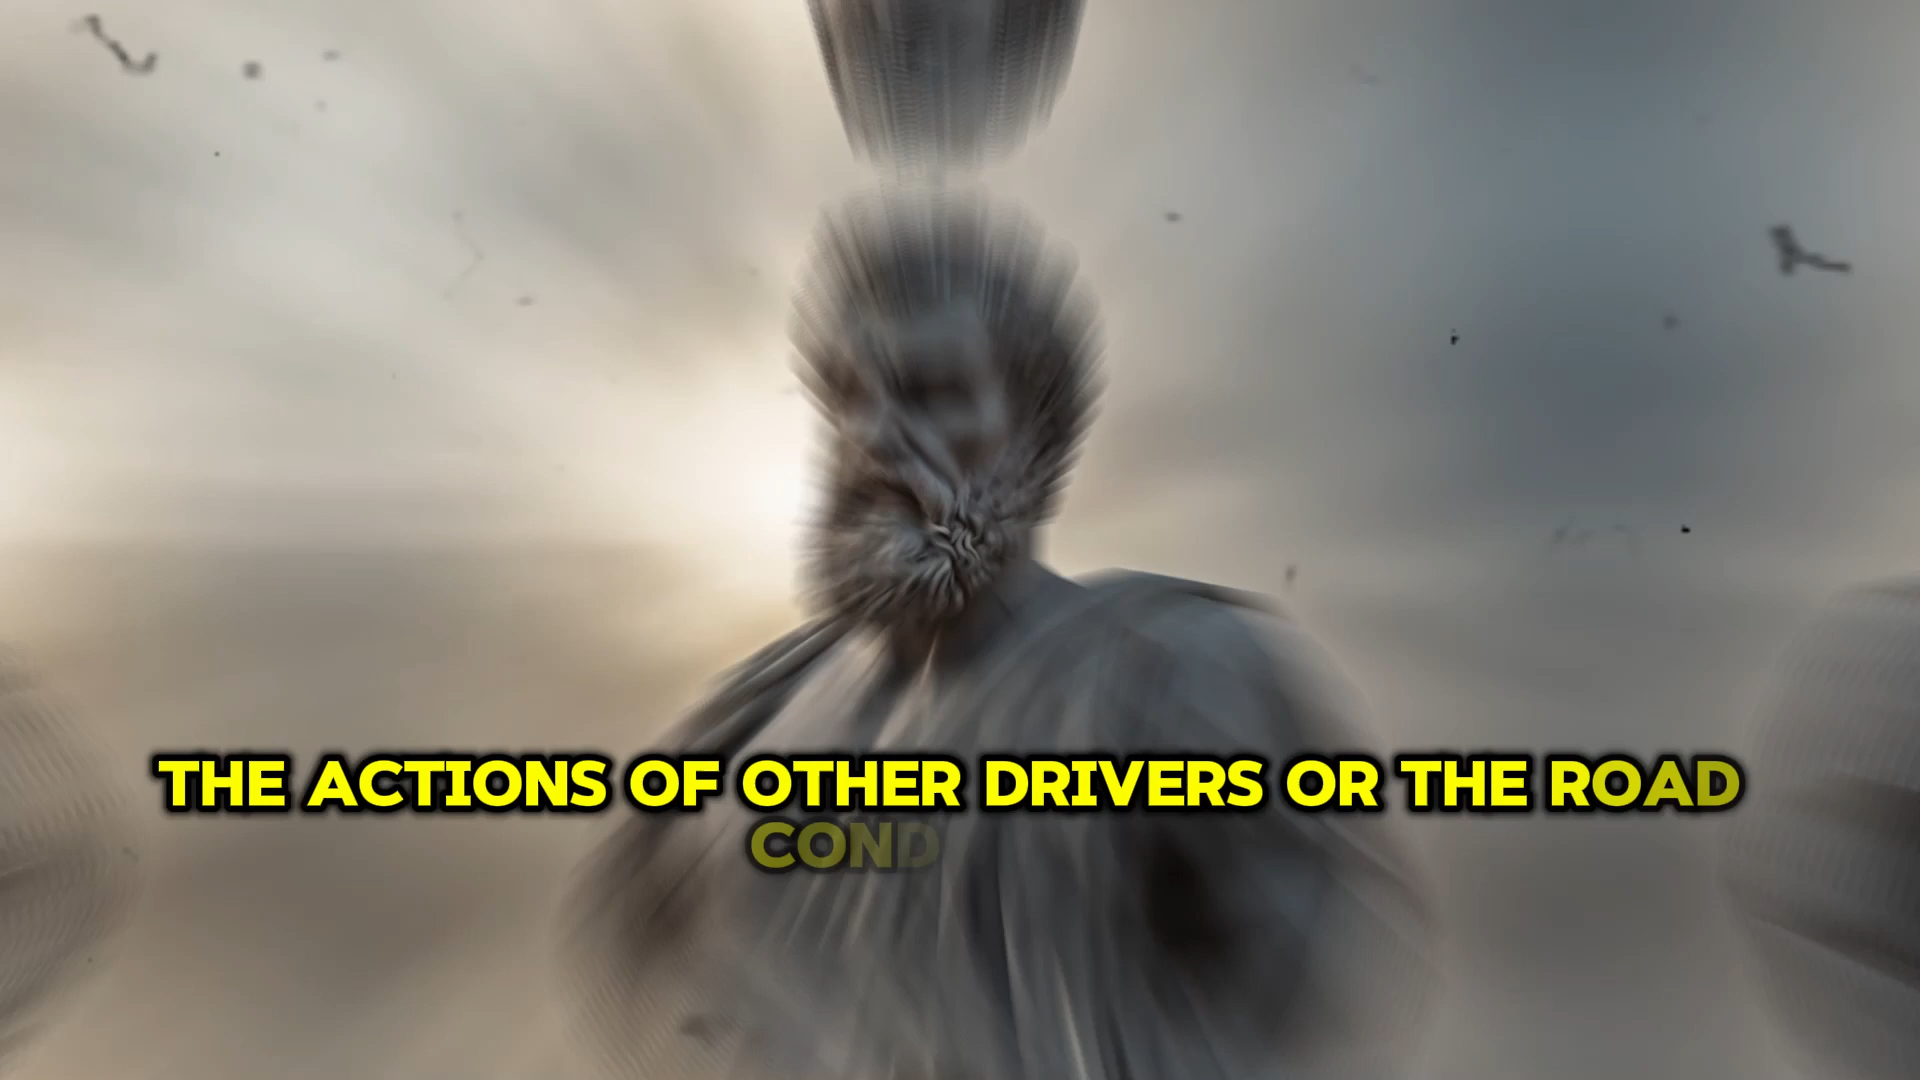 THE ACTIONS OF OTHER DRIVERS OR THE ROAD
COND